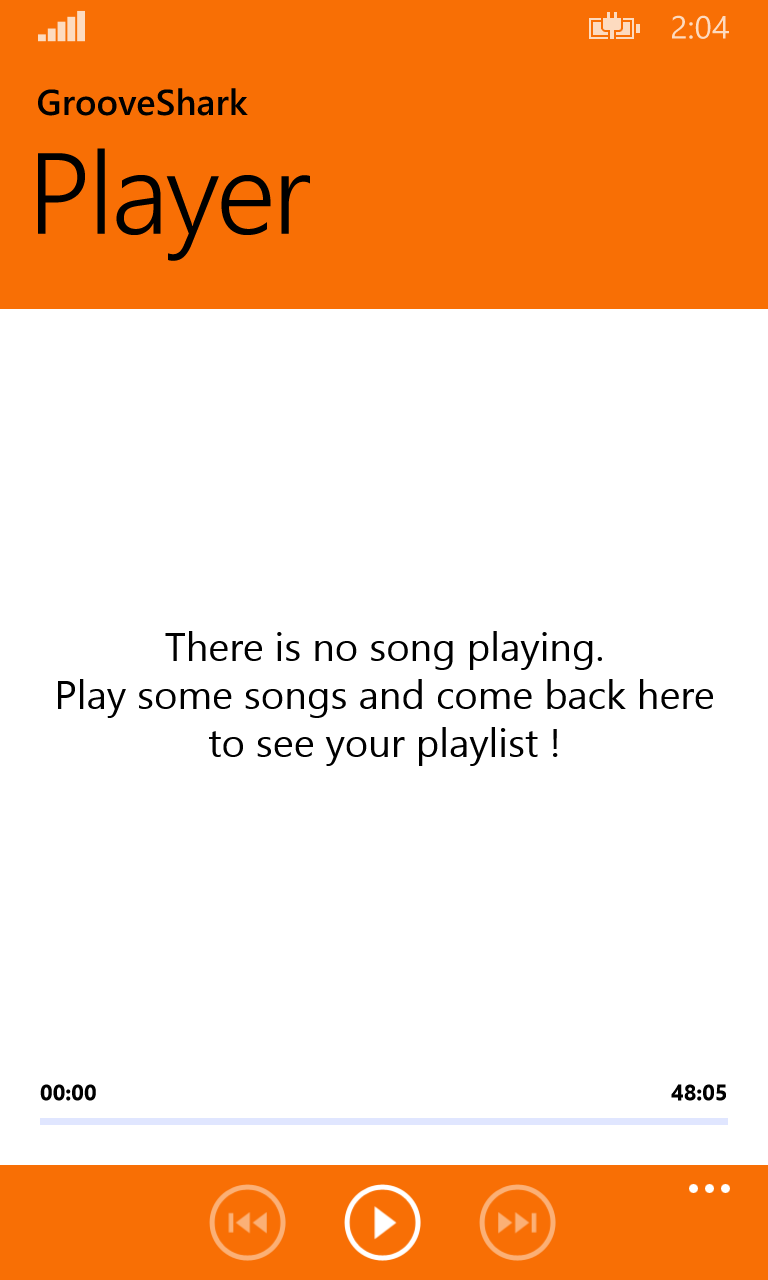 2:04
GrooveShark
Player
There is no song playing.
Play some songs and come back here
to see your playlist !
00:00 48:05